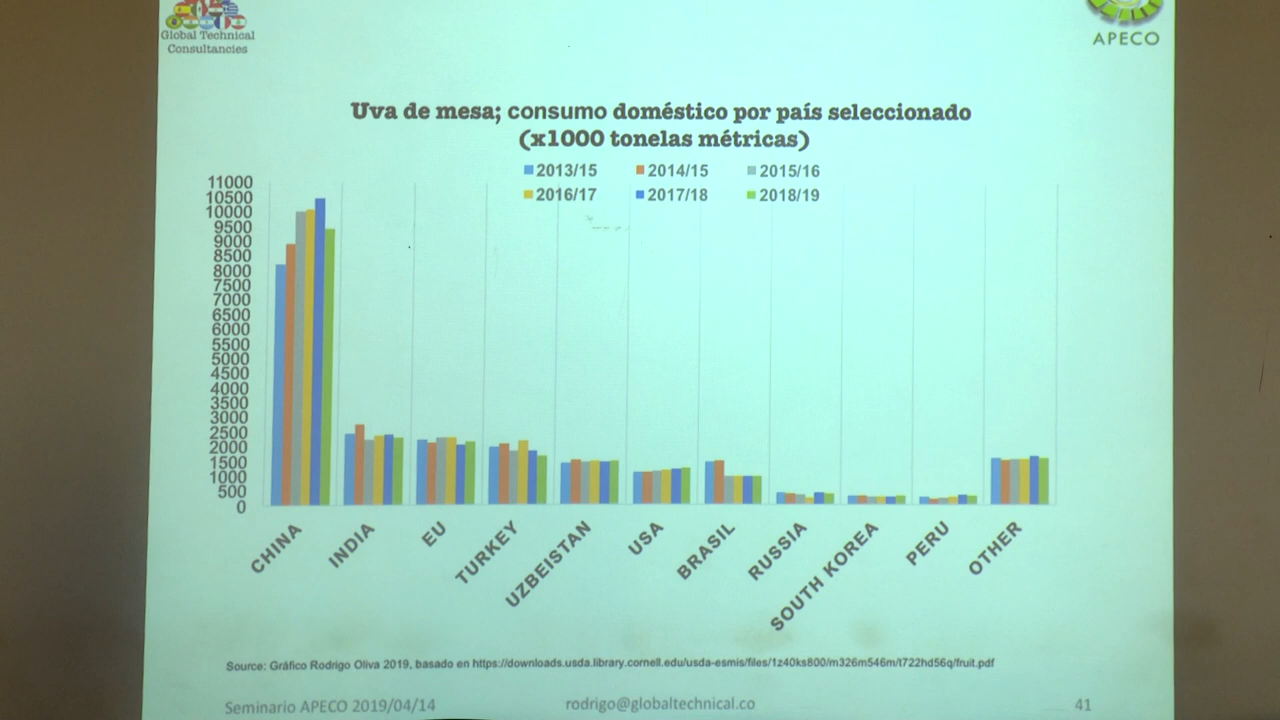 Global Technical
Consultancies
APECO
Uva de mesa; consumo doméstico por país seleccionado
(x1000 tonelas métricas)
2013/15 2014/15 2015/16
2016/17 2017/18 2018/19
11000
10500
10000
9500
9000
8500
8000
7500
7000
6500
6000
5500
5000
4500
4000
3500
3000
2500
2000
1500
1000
500
0
CHINA INDIA EU TURKEY UZBEISTAN USA BRASIL RUSSIA SOUTH KOREA PERU OTHER
Source: Gráfico Rodrigo Oliva 2019, basado en https://downloads.usda.library.cornell.edu/usda-esmis/files/1z40ks800/m326m546m/t722hd56q/fruit.pdf
Seminario APECO 2019/04/14 rodrigo@globaltechnical.co 41